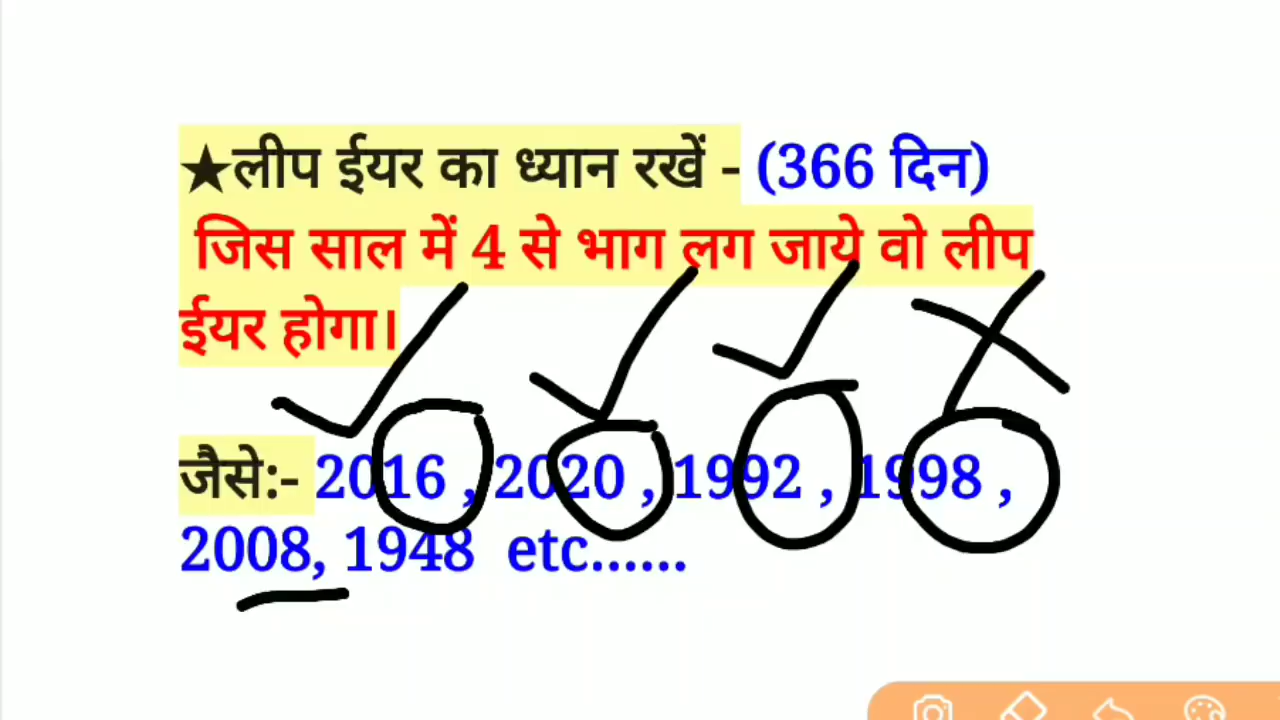 ★लीप ईयर का ध्यान रखें - (366 दिन)
जिस साल में 4 से भाग लग जाये वो लीप
ईयर होगा।
जैसे:- 2016 , 2020 , 1992 , 1998 ,
2008, 1948 etc......